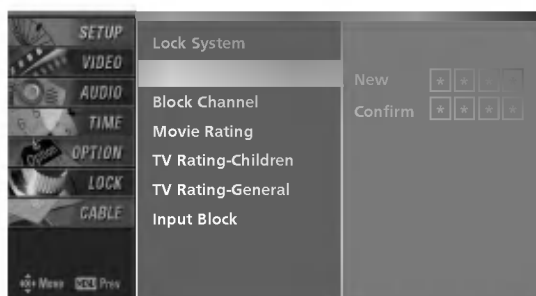 SETUP
VIDEO
AUDIO
TIME
OPTION
LOCK
CABLE
Move MENU Prev
Lock System
Block Channel
Movie Rating
TV Rating-Children
TV Rating-General
Input Block
New * * * *
Confirm * * * *